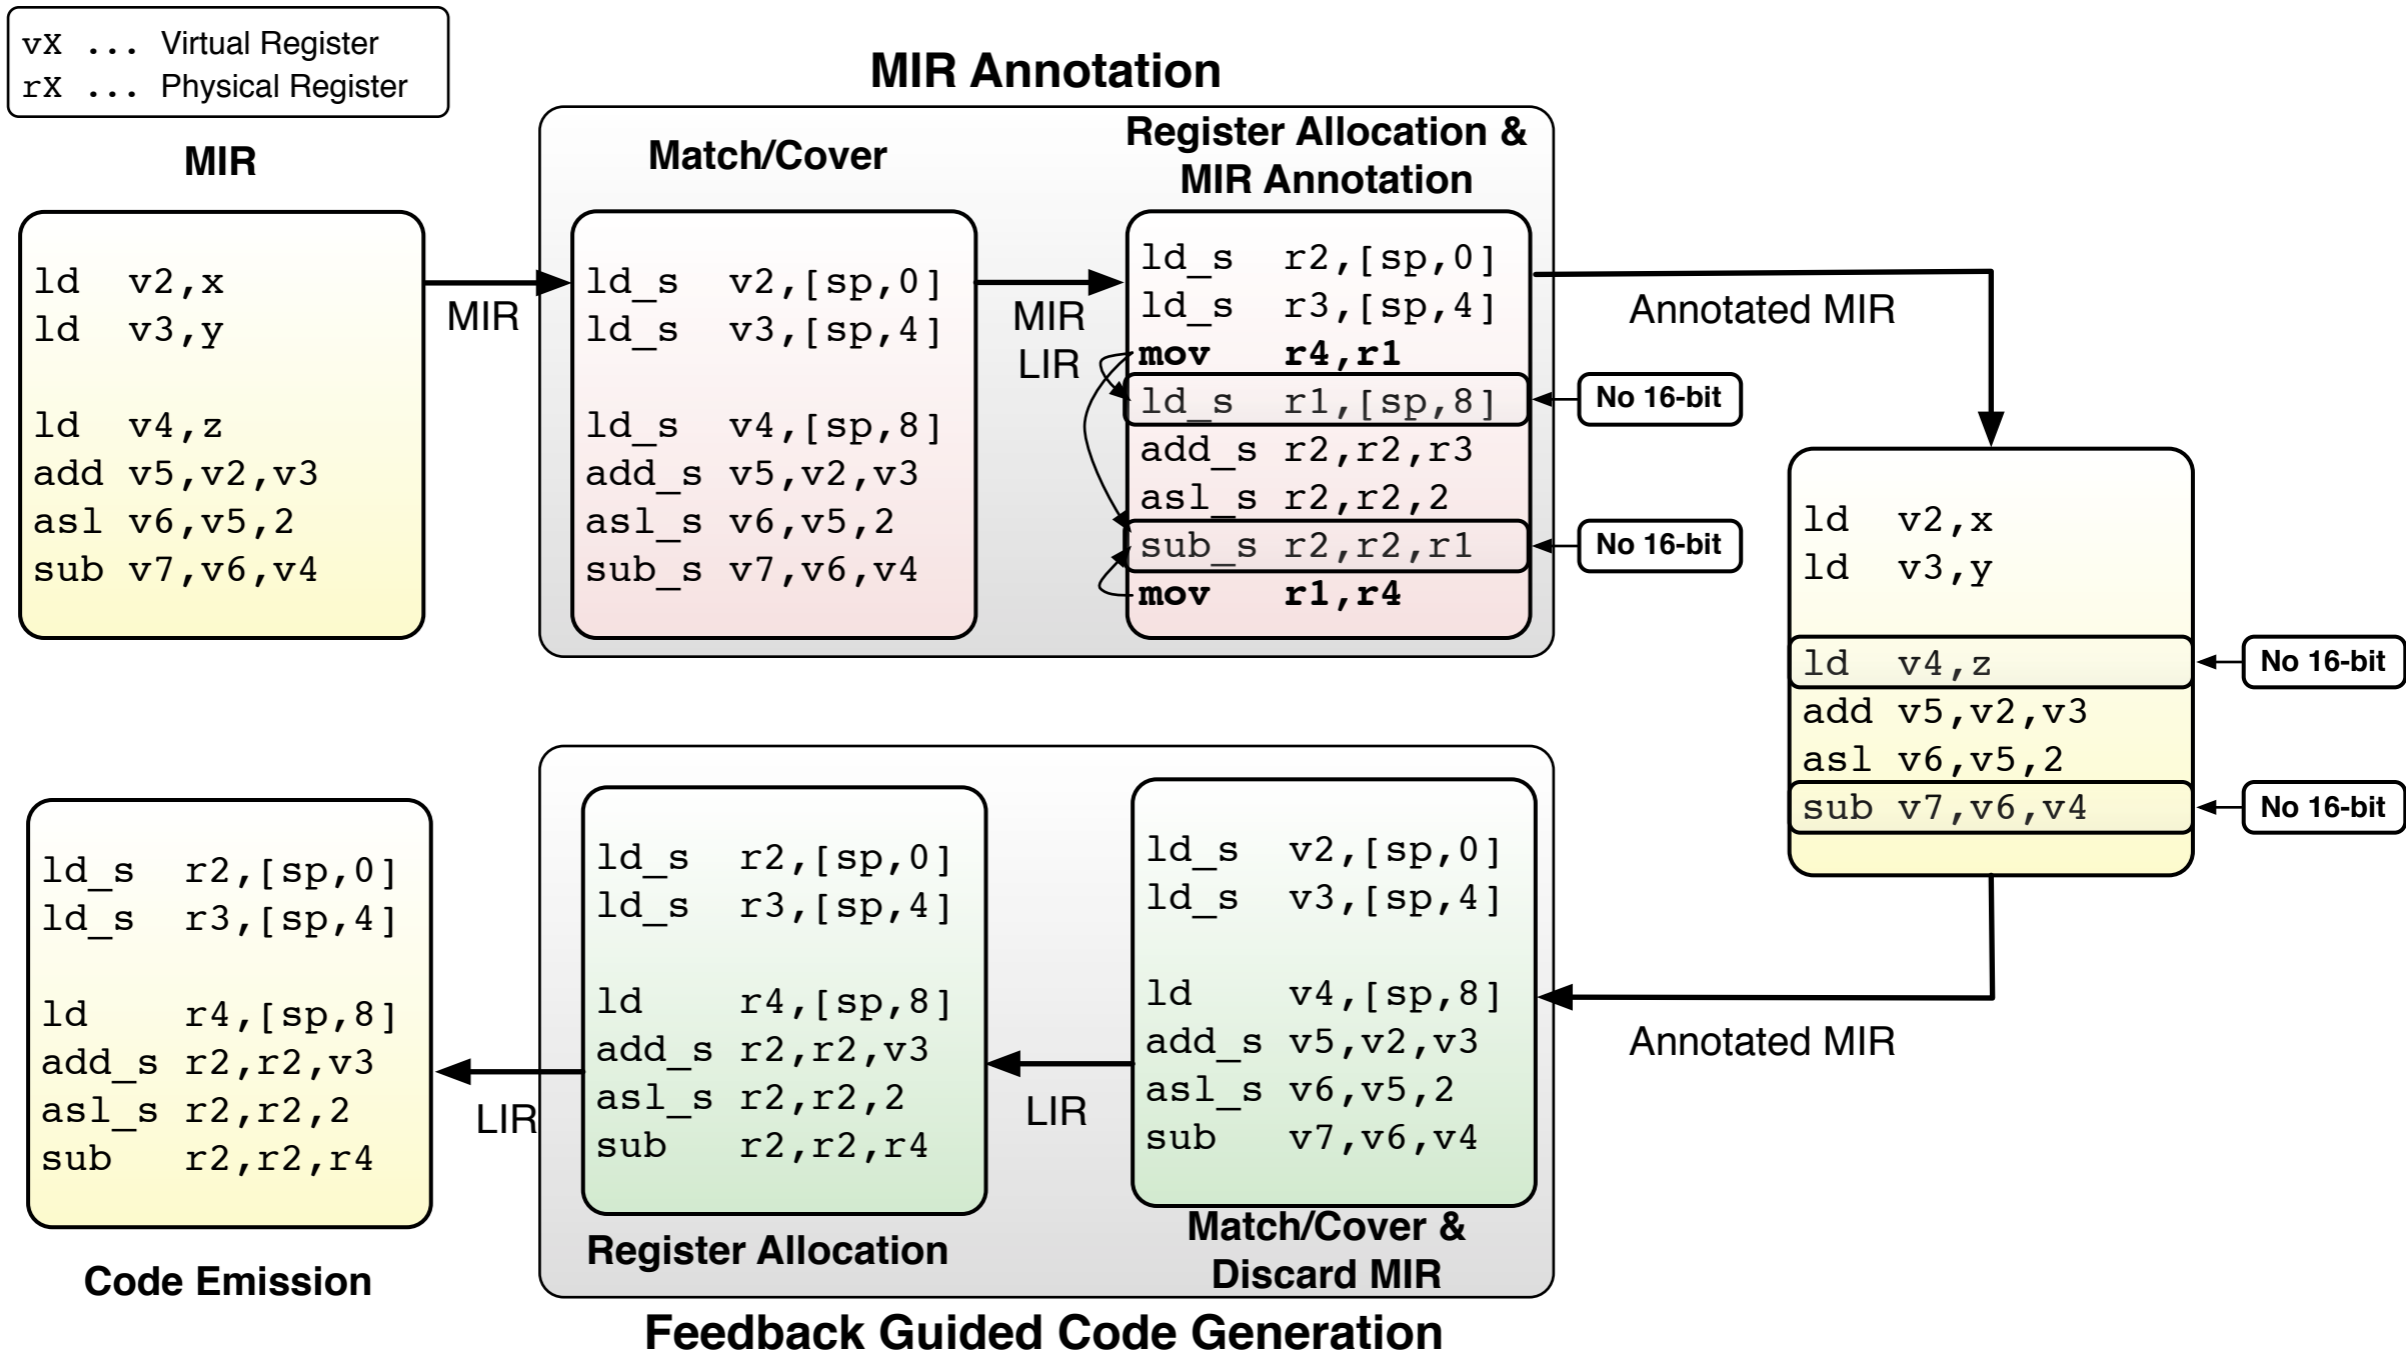 vX ... Virtual Register
rX ... Physical Register
MIR Annotation
MIR
ld v2,x
ld v3,y
ld v4,z
add v5,v2,v3
asl v6,v5,2
sub v7,v6,v4
MIR
Match/Cover
ld_s v2,[sp,0]
ld_s v3,[sp,4]
ld_s v4,[sp,8]
add_s v5,v2,v3
asl_s v6,v5,2
sub_s v7,v6,v4
MIR
LIR
Register Allocation &
MIR Annotation
ld_s r2,[sp,0]
ld_s r3,[sp,4]
mov r4,r1
ld_s r1,[sp,8]
add_s r2,r2,r3
asl_s r2,r2,2
sub_s r2,r2,r1
mov r1,r4
No 16-bit
No 16-bit
Annotated MIR
ld v2,x
ld v3,y
ld v4,z
add v5,v2,v3
asl v6,v5,2
sub v7,v6,v4
No 16-bit
No 16-bit
Annotated MIR
ld_s v2,[sp,0]
ld_s v3,[sp,4]
ld v4,[sp,8]
add_s v5,v2,v3
asl_s v6,v5,2
sub v7,v6,v4
Match/Cover &
Discard MIR
LIR
ld_s r2,[sp,0]
ld_s r3,[sp,4]
ld r4,[sp,8]
add_s r2,r2,v3
asl_s r2,r2,2
sub r2,r2,r4
Register Allocation
LIR
ld_s r2,[sp,0]
ld_s r3,[sp,4]
ld r4,[sp,8]
add_s r2,r2,v3
asl_s r2,r2,2
sub r2,r2,r4
Code Emission
Feedback Guided Code Generation